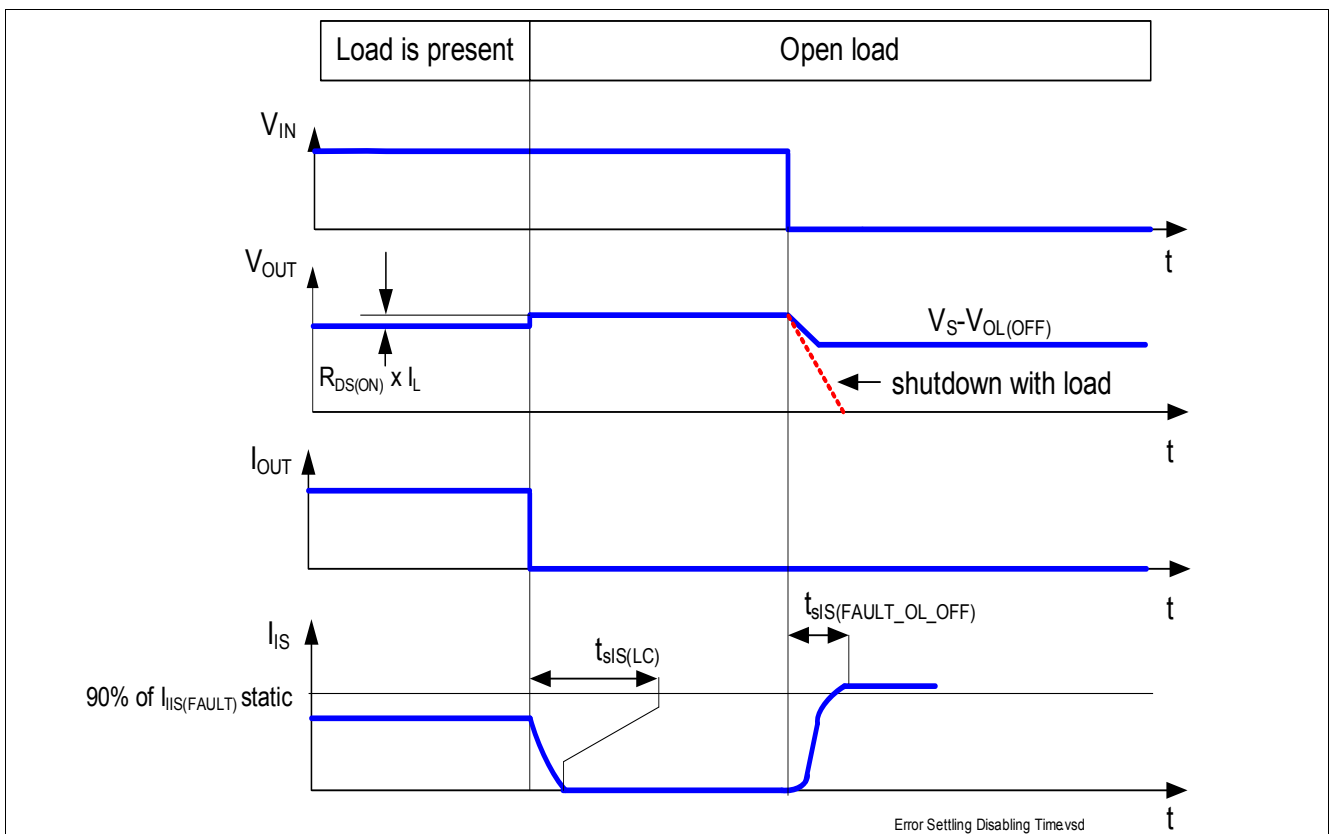 Load is present
Open load
VIN
t
VOUT
RDS(ON) x IL
VS-VOL(OFF)
shutdown with load
t
IOUT
t
IIS
tsIS(LC)
tsIS(FAULT_OL_OFF)
90% of IIIS(FAULT) static
t
Error Settling Disabling Time.vsd